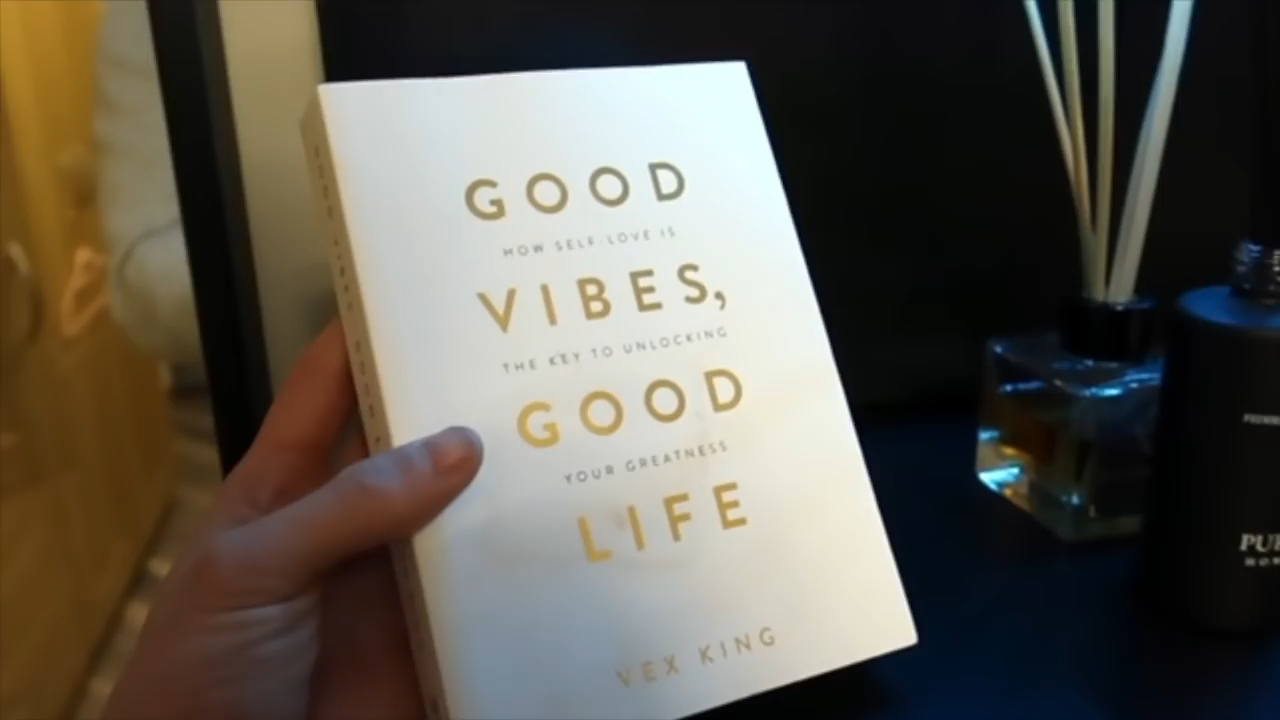 GOOD
HOW SELF-LOVE IS
VIBES,
THE KEY TO UNLOCKING
GOOD
YOUR GREATNESS
LIFE
VEX KING